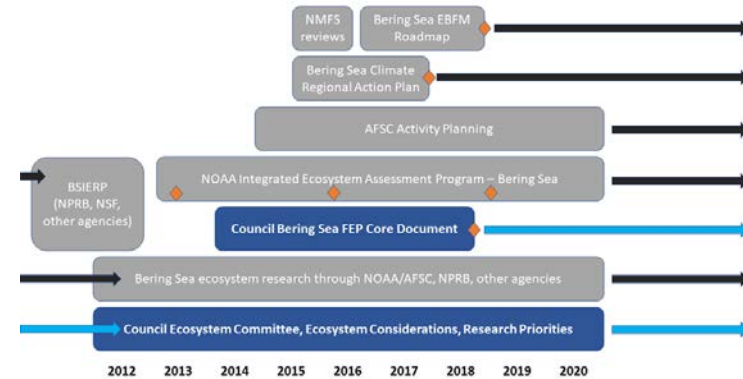 NMFS
reviews
Bering Sea EBFM
Roadmap
Bering Sea Climate
Regional Action Plan
AFSC Activity Planning
BSIERP
(NPRB, NSF,
other agencies)
NOAA Integrated Ecosystem Assessment Program – Bering Sea
Council Bering Sea FEP Core Document
Bering Sea ecosystem research through NOAA/AFSC, NPRB, other agencies
Council Ecosystem Committee, Ecosystem Considerations, Research Priorities
2012 2013 2014 2015 2016 2017 2018 2019 2020